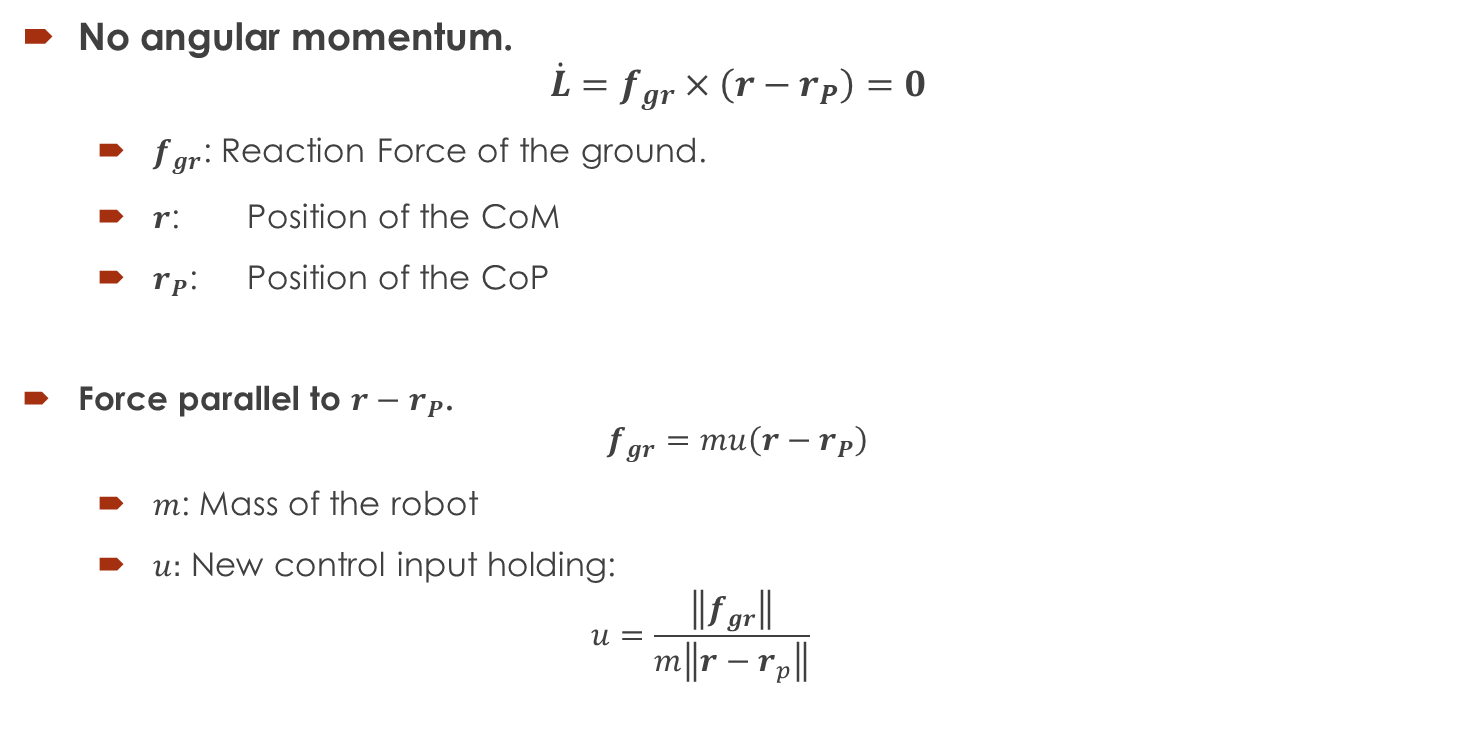 No angular momentum.
L̇ = f_gr × (r − r_P) = 0
f_gr: Reaction Force of the ground.
r: Position of the CoM
r_P: Position of the CoP
Force parallel to r − r_P.
f_gr = mu(r − r_P)
m: Mass of the robot
u: New control input holding:
u = ‖f_gr‖ / m‖r − r_p‖